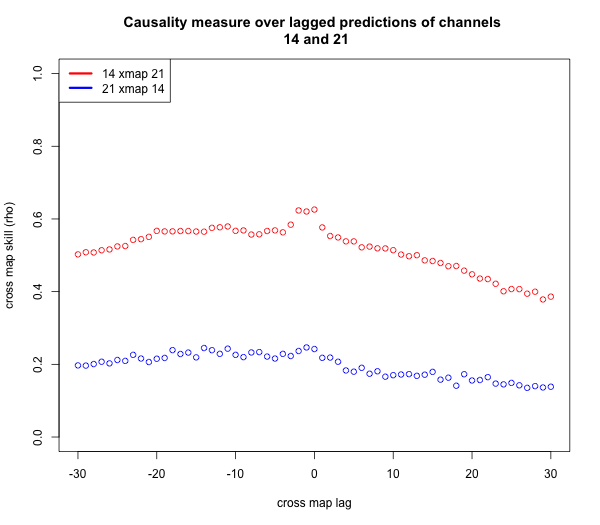 Causality measure over lagged predictions of channels
14 and 21
14 xmap 21
21 xmap 14
cross map skill (rho)
1.0
0.8
0.6
0.4
0.2
0.0
-30 -20 -10 0 10 20 30
cross map lag